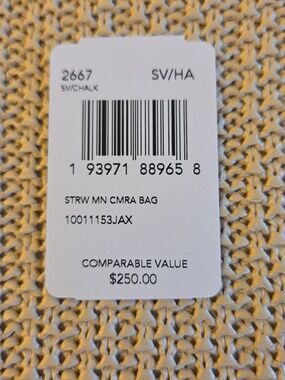 2667 SV/HA
SV/CHALK
1 93971 88965 8
STRW MN CMRA BAG
10011153JAX
COMPARABLE VALUE
$250.00